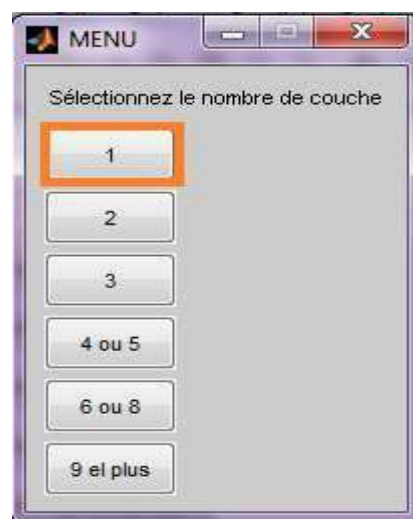 MENU
Sélectionnez le nombre de couche
1
2
3
4 ou 5
6 ou 8
9 el plus